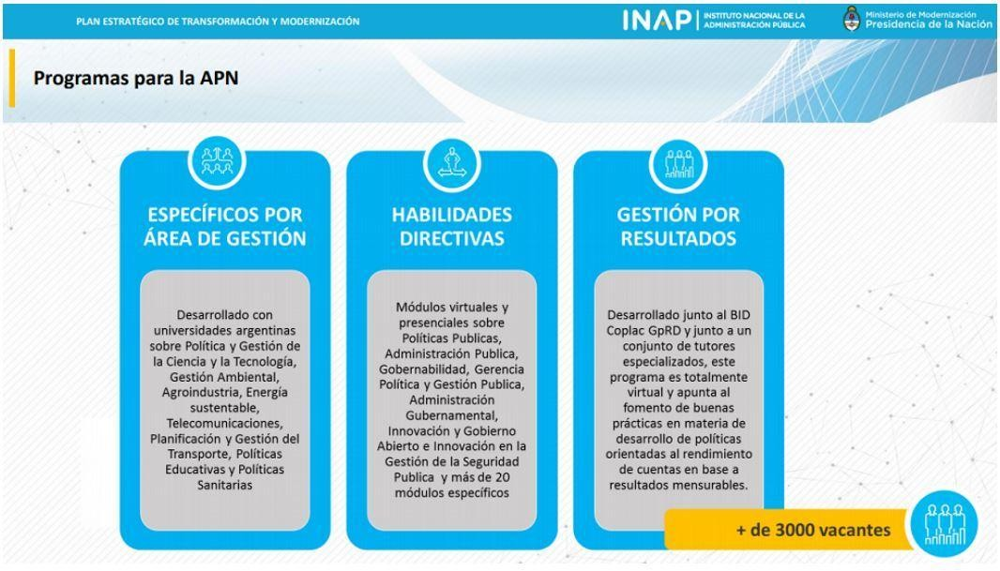 PLAN ESTRATÉGICO DE TRANSFORMACIÓN Y MODERNIZACIÓN
INAP
INSTITUTO NACIONAL DE LA
ADMINISTRACIÓN PÚBLICA
Ministerio de Modernización
Presidencia de la Nación
Programas para la APN
ESPECÍFICOS POR
ÁREA DE GESTIÓN
Desarrollado con
universidades argentinas
sobre Política y Gestión de
la Ciencia y la Tecnología,
Gestión Ambiental,
Agroindustria, Energía
sustentable,
Telecomunicaciones,
Planificación y Gestión del
Transporte, Políticas
Educativas y Políticas
Sanitarias
HABILIDADES
DIRECTIVAS
Módulos virtuales y
presenciales sobre
Políticas Publicas,
Administración Publica,
Gobernabilidad, Gerencia
Política y Gestión Publica,
Administración
Gubernamental,
Innovación y Gobierno
Abierto e Innovación en la
Gestión de la Seguridad
Publica y más de 20
módulos específicos
GESTIÓN POR
RESULTADOS
Desarrollado junto al BID
Coplac GpRD y junto a un
conjunto de tutores
especializados, este
programa es totalmente
virtual y apunta al
fomento de buenas
prácticas en materia de
desarrollo de políticas
orientadas al rendimiento
de cuentas en base a
resultados mensurables.
+ de 3000 vacantes